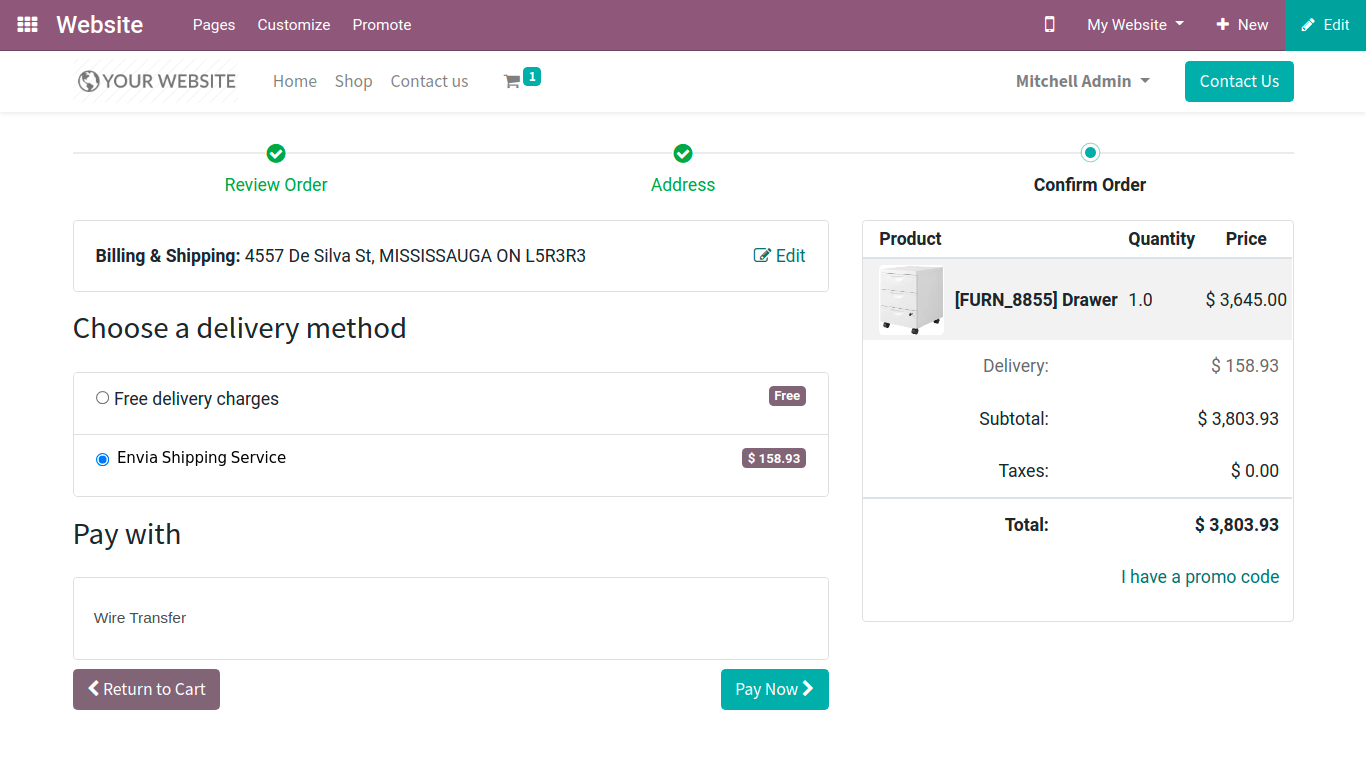 Website Pages Customize Promote My Website New Edit
YOUR WEBSITE Home Shop Contact us 1 Mitchell Admin Contact Us
Review Order Address Confirm Order
Billing & Shipping: 4557 De Silva St, MISSISSAUGA ON L5R3R3 Edit
Choose a delivery method
Free delivery charges Free
Envia Shipping Service $ 158.93
Pay with
Wire Transfer
Return to Cart Pay Now
Product Quantity Price
[FURN_8855] Drawer 1.0 $ 3,645.00
Delivery: $ 158.93
Subtotal: $ 3,803.93
Taxes: $ 0.00
Total: $ 3,803.93
I have a promo code